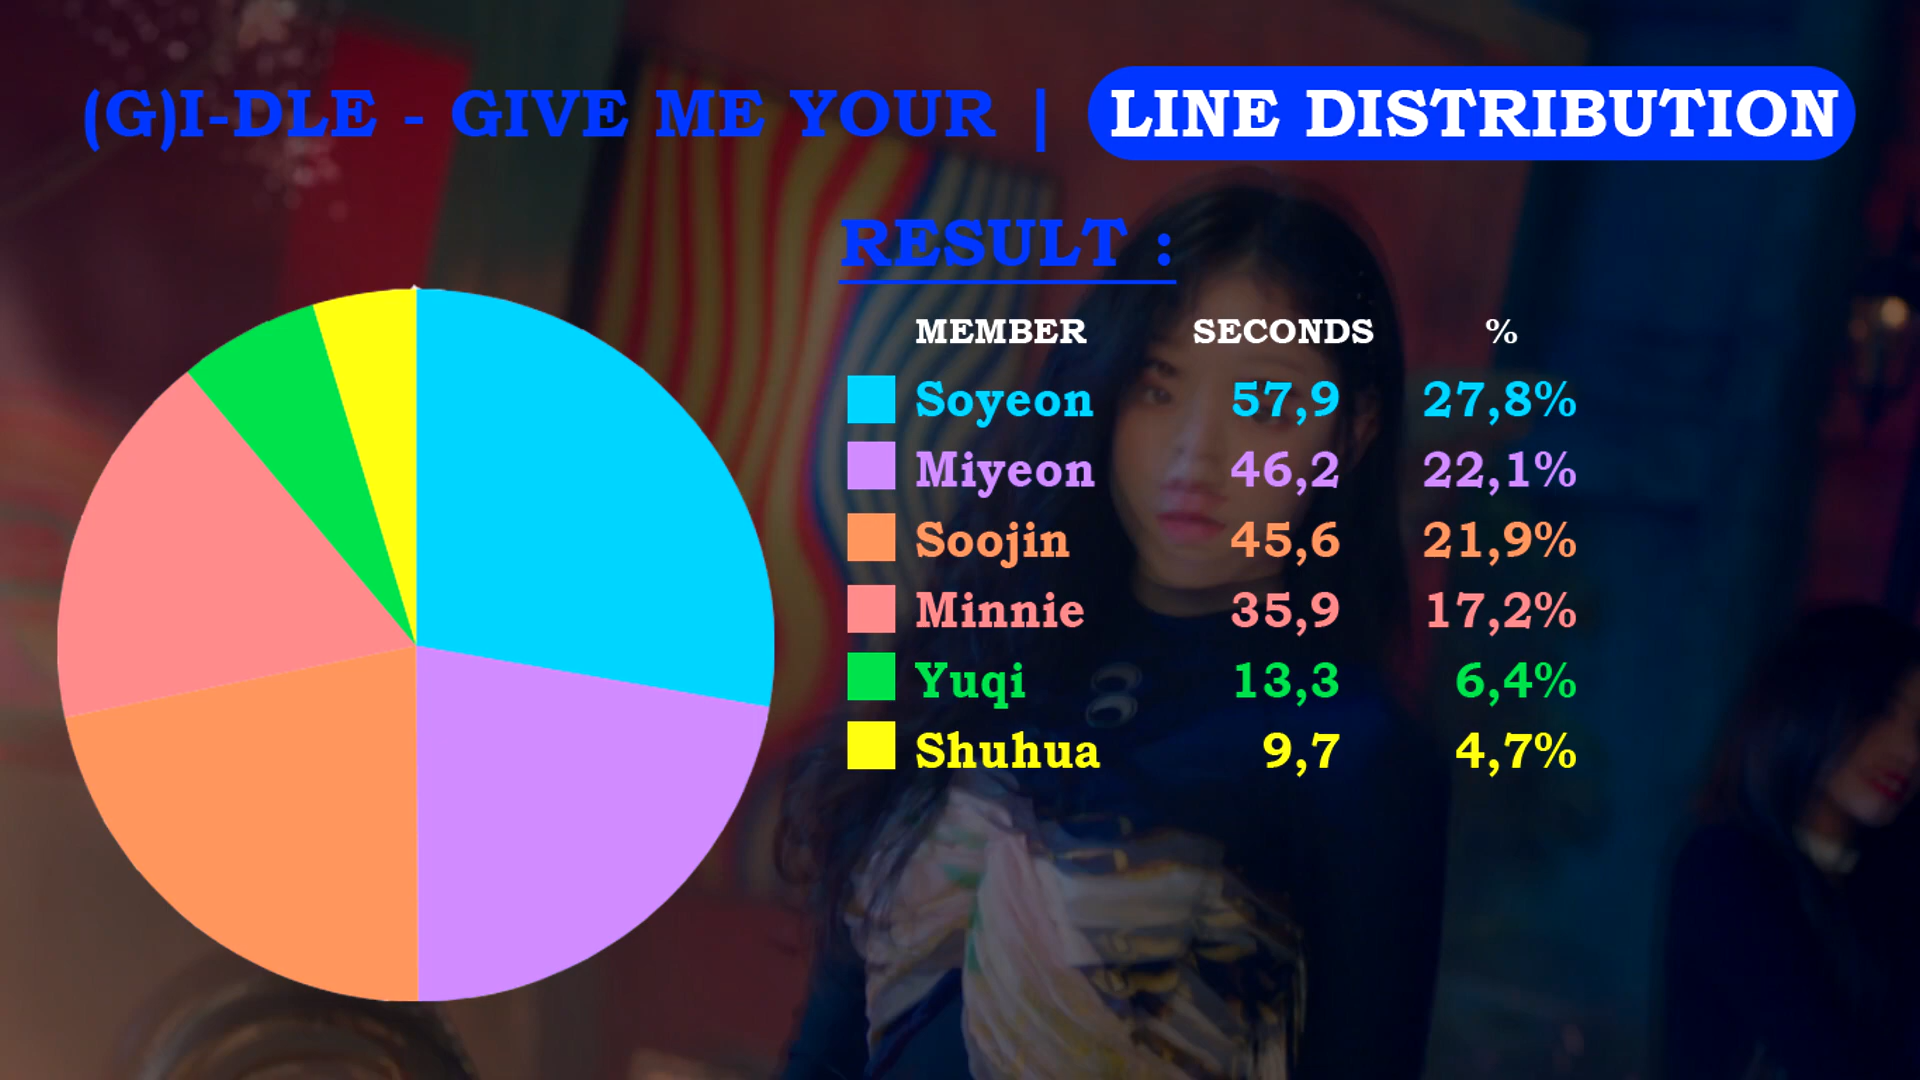 (G)I-DLE - GIVE ME YOUR | LINE DISTRIBUTION
RESULT :
MEMBER SECONDS %
Soyeon 57,9 27,8%
Miyeon 46,2 22,1%
Soojin 45,6 21,9%
Minnie 35,9 17,2%
Yuqi 13,3 6,4%
Shuhua 9,7 4,7%